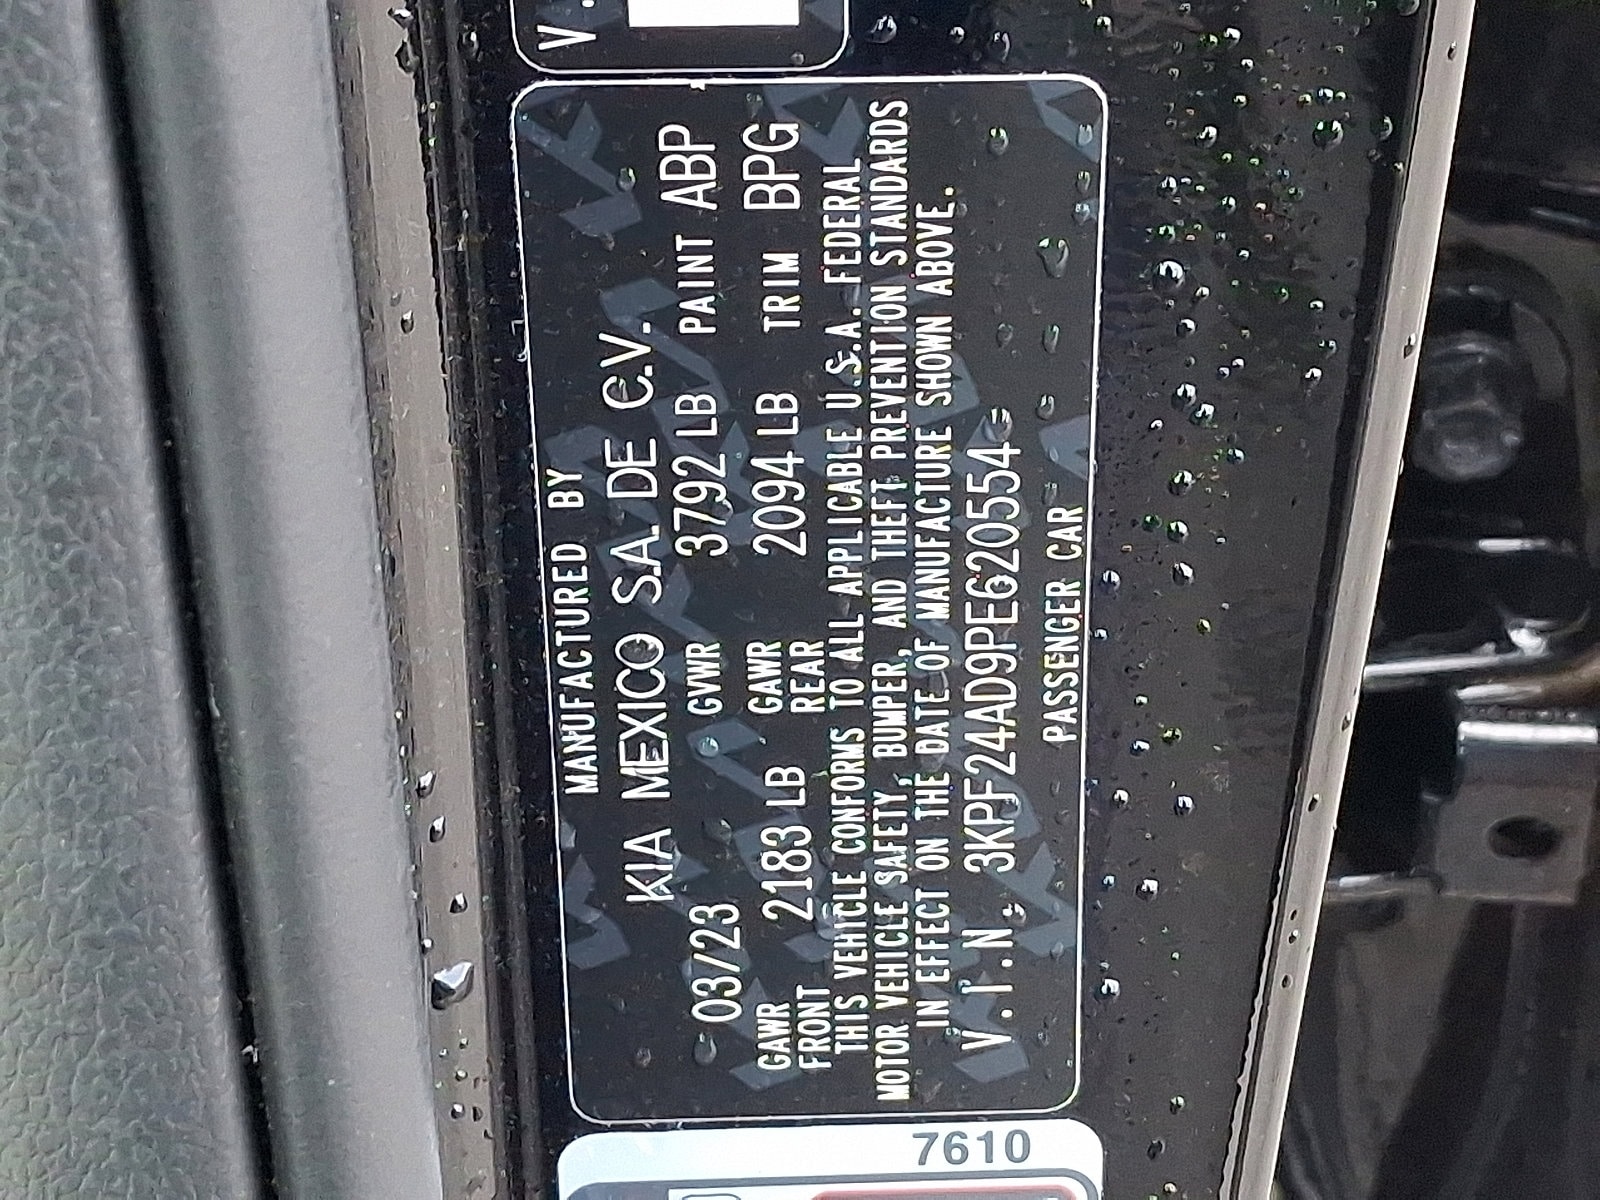 V.
MANUFACTURED BY
KIA MEXICO S.A. DE C.V.
03/23 GVWR 3792 LB PAINT ABP
GAWR FRONT 2183 LB GAWR REAR 2094 LB TRIM BPG
THIS VEHICLE CONFORMS TO ALL APPLICABLE U.S.A. FEDERAL
MOTOR VEHICLE SAFETY, BUMPER, AND THEFT PREVENTION STANDARDS
IN EFFECT ON THE DATE OF MANUFACTURE SHOWN ABOVE.
V.I.N. 3KPF24AD9PE620554
PASSENGER CAR
7610